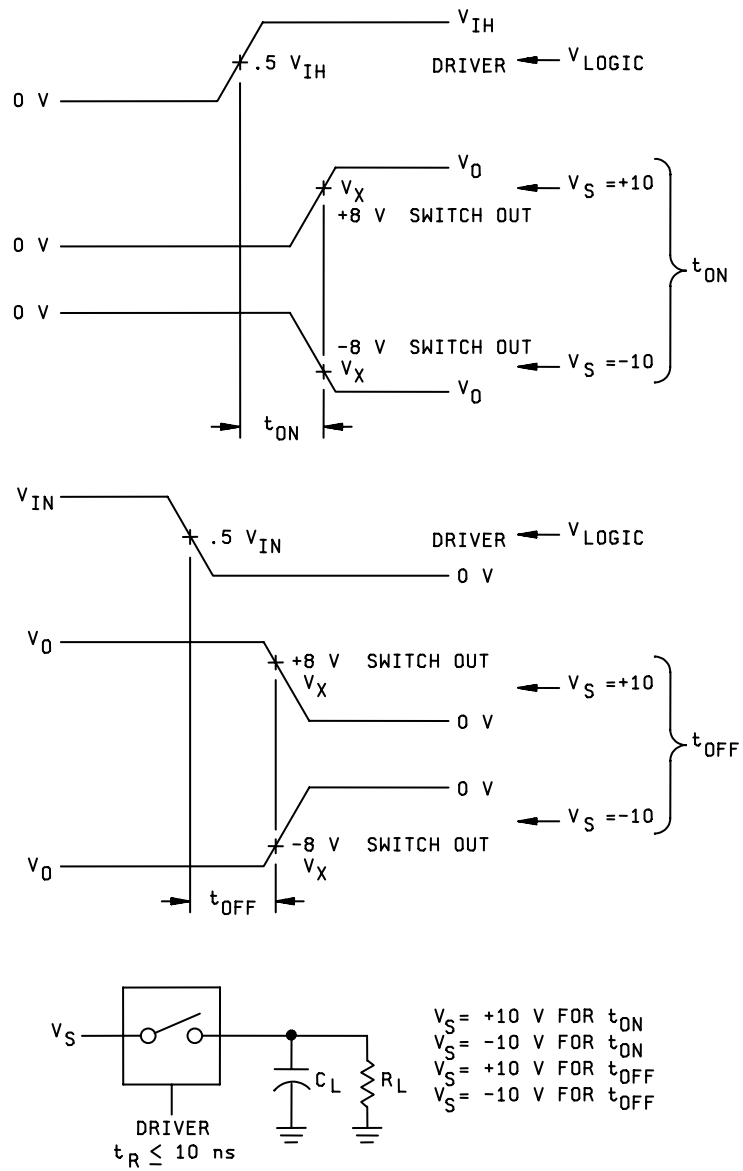 V_IH
.5 V_IH
DRIVER V_LOGIC
0 V
V_O
V_X V_S =+10
+8 V SWITCH OUT
0 V
t_ON
0 V
-8 V SWITCH OUT
V_X V_S =-10
V_O
t_ON
V_IN
.5 V_IN
DRIVER V_LOGIC
0 V
V_O
+8 V SWITCH OUT
V_X V_S =+10
0 V
t_OFF
0 V
V_S =-10
-8 V SWITCH OUT
V_O V_X
t_OFF
V_S
C_L
R_L
DRIVER
t_R ≤ 10 ns
V_S= +10 V FOR t_ON
V_S= -10 V FOR t_ON
V_S= +10 V FOR t_OFF
V_S= -10 V FOR t_OFF